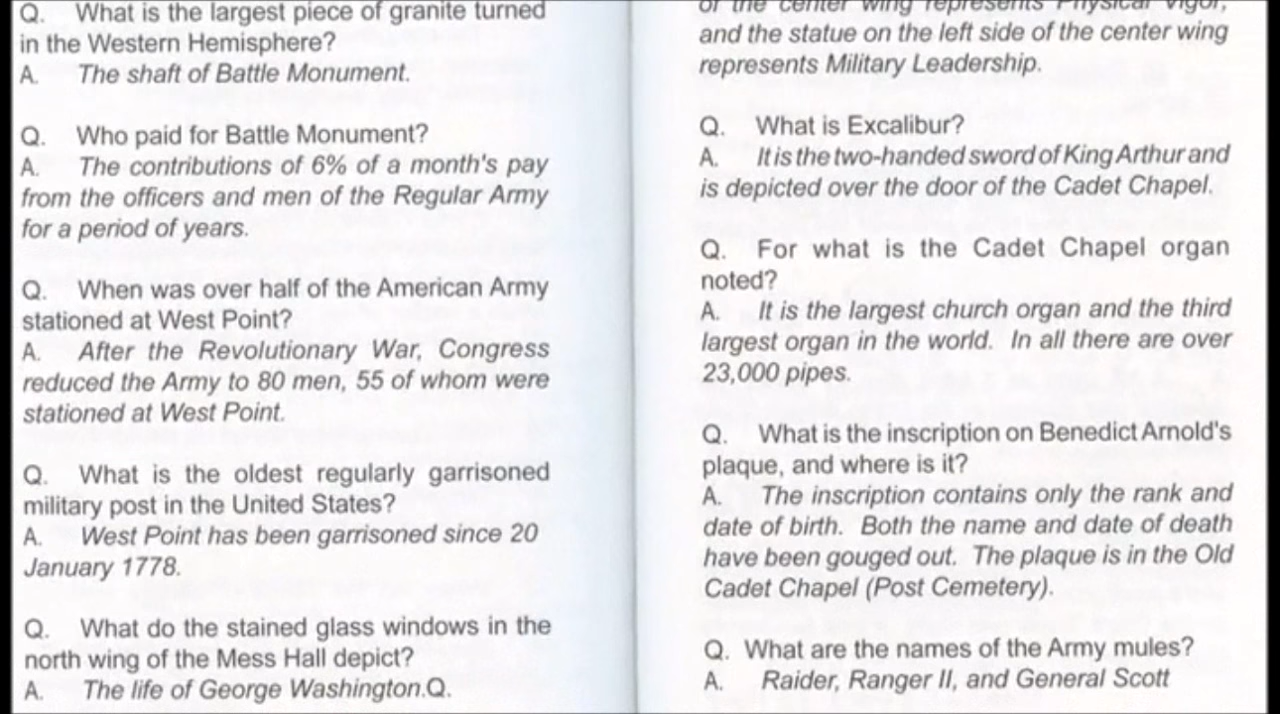 Q. What is the largest piece of granite turned
in the Western Hemisphere?
A. The shaft of Battle Monument.
Q. Who paid for Battle Monument?
A. The contributions of 6% of a month's pay
from the officers and men of the Regular Army
for a period of years.
Q. When was over half of the American Army
stationed at West Point?
A. After the Revolutionary War, Congress
reduced the Army to 80 men, 55 of whom were
stationed at West Point.
Q. What is the oldest regularly garrisoned
military post in the United States?
A. West Point has been garrisoned since 20
January 1778.
Q. What do the stained glass windows in the
north wing of the Mess Hall depict?
A. The life of George Washington.Q.
of the center wing represents Physical Vigor,
and the statue on the left side of the center wing
represents Military Leadership.
Q. What is Excalibur?
A. It is the two-handed sword of King Arthur and
is depicted over the door of the Cadet Chapel.
Q. For what is the Cadet Chapel organ
noted?
A. It is the largest church organ and the third
largest organ in the world. In all there are over
23,000 pipes.
Q. What is the inscription on Benedict Arnold's
plaque, and where is it?
A. The inscription contains only the rank and
date of birth. Both the name and date of death
have been gouged out. The plaque is in the Old
Cadet Chapel (Post Cemetery).
Q. What are the names of the Army mules?
A. Raider, Ranger II, and General Scott